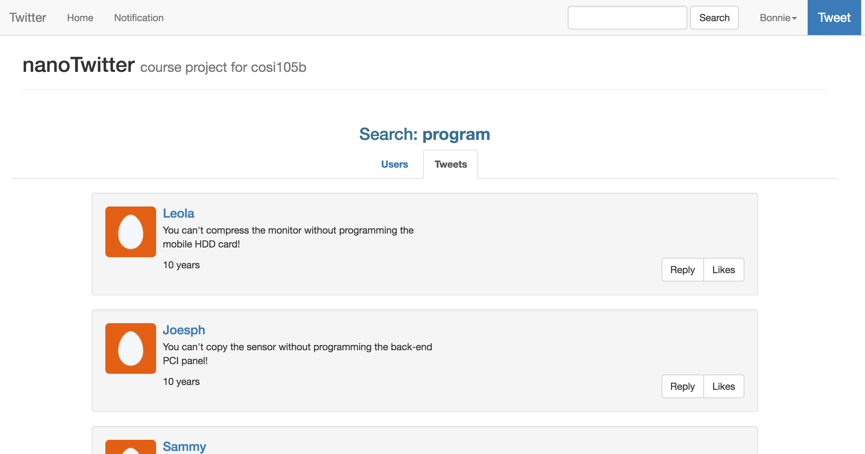 Twitter Home Notification Search Bonnie Tweet
nanoTwitter course project for cosi105b
Search: program
Users Tweets
Leola
You can't compress the monitor without programming the
mobile HDD card!
10 years
Reply Likes
Joesph
You can't copy the sensor without programming the back-end
PCI panel!
10 years
Reply Likes
Sammy